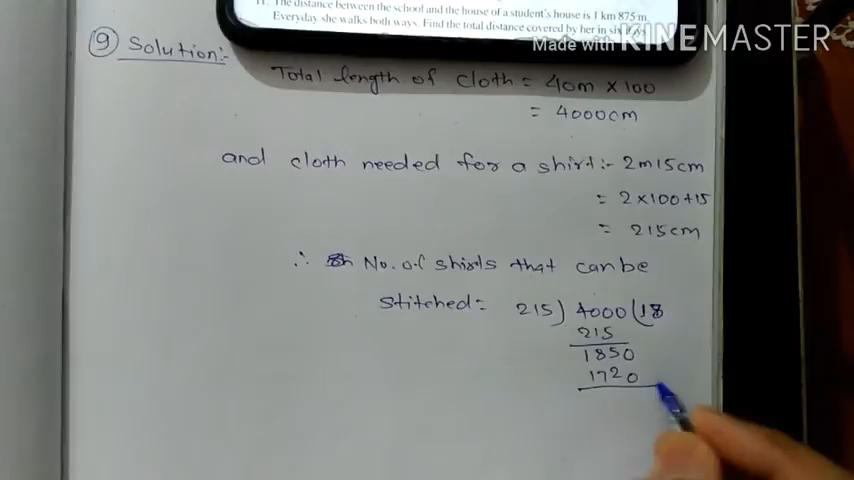 11. The distance between the school and the house of a student's house is 1 km 875 m.
Everyday she walks both ways. Find the total distance covered by her in six
Made with KINEMASTER
9 Solution:-
Total length of cloth = 40m × 100
= 4000cm
and cloth needed for a shirt:- 2m15cm
= 2×100+15
= 215cm
∴ No. of shirts that can be
stitched = 215) 4000 (18
215
1850
1720